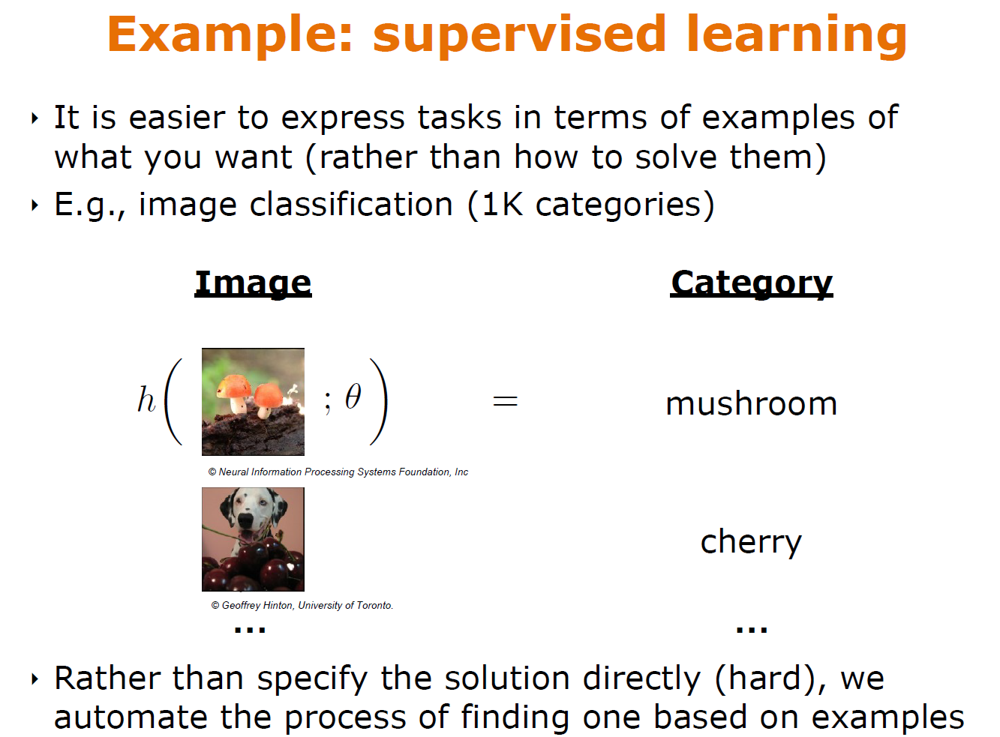 Example: supervised learning
‣ It is easier to express tasks in terms of examples of
what you want (rather than how to solve them)
‣ E.g., image classification (1K categories)
Image Category
h( ; θ ) = mushroom
© Neural Information Processing Systems Foundation, Inc
cherry
© Geoffrey Hinton, University of Toronto.
... ...
‣ Rather than specify the solution directly (hard), we
automate the process of finding one based on examples